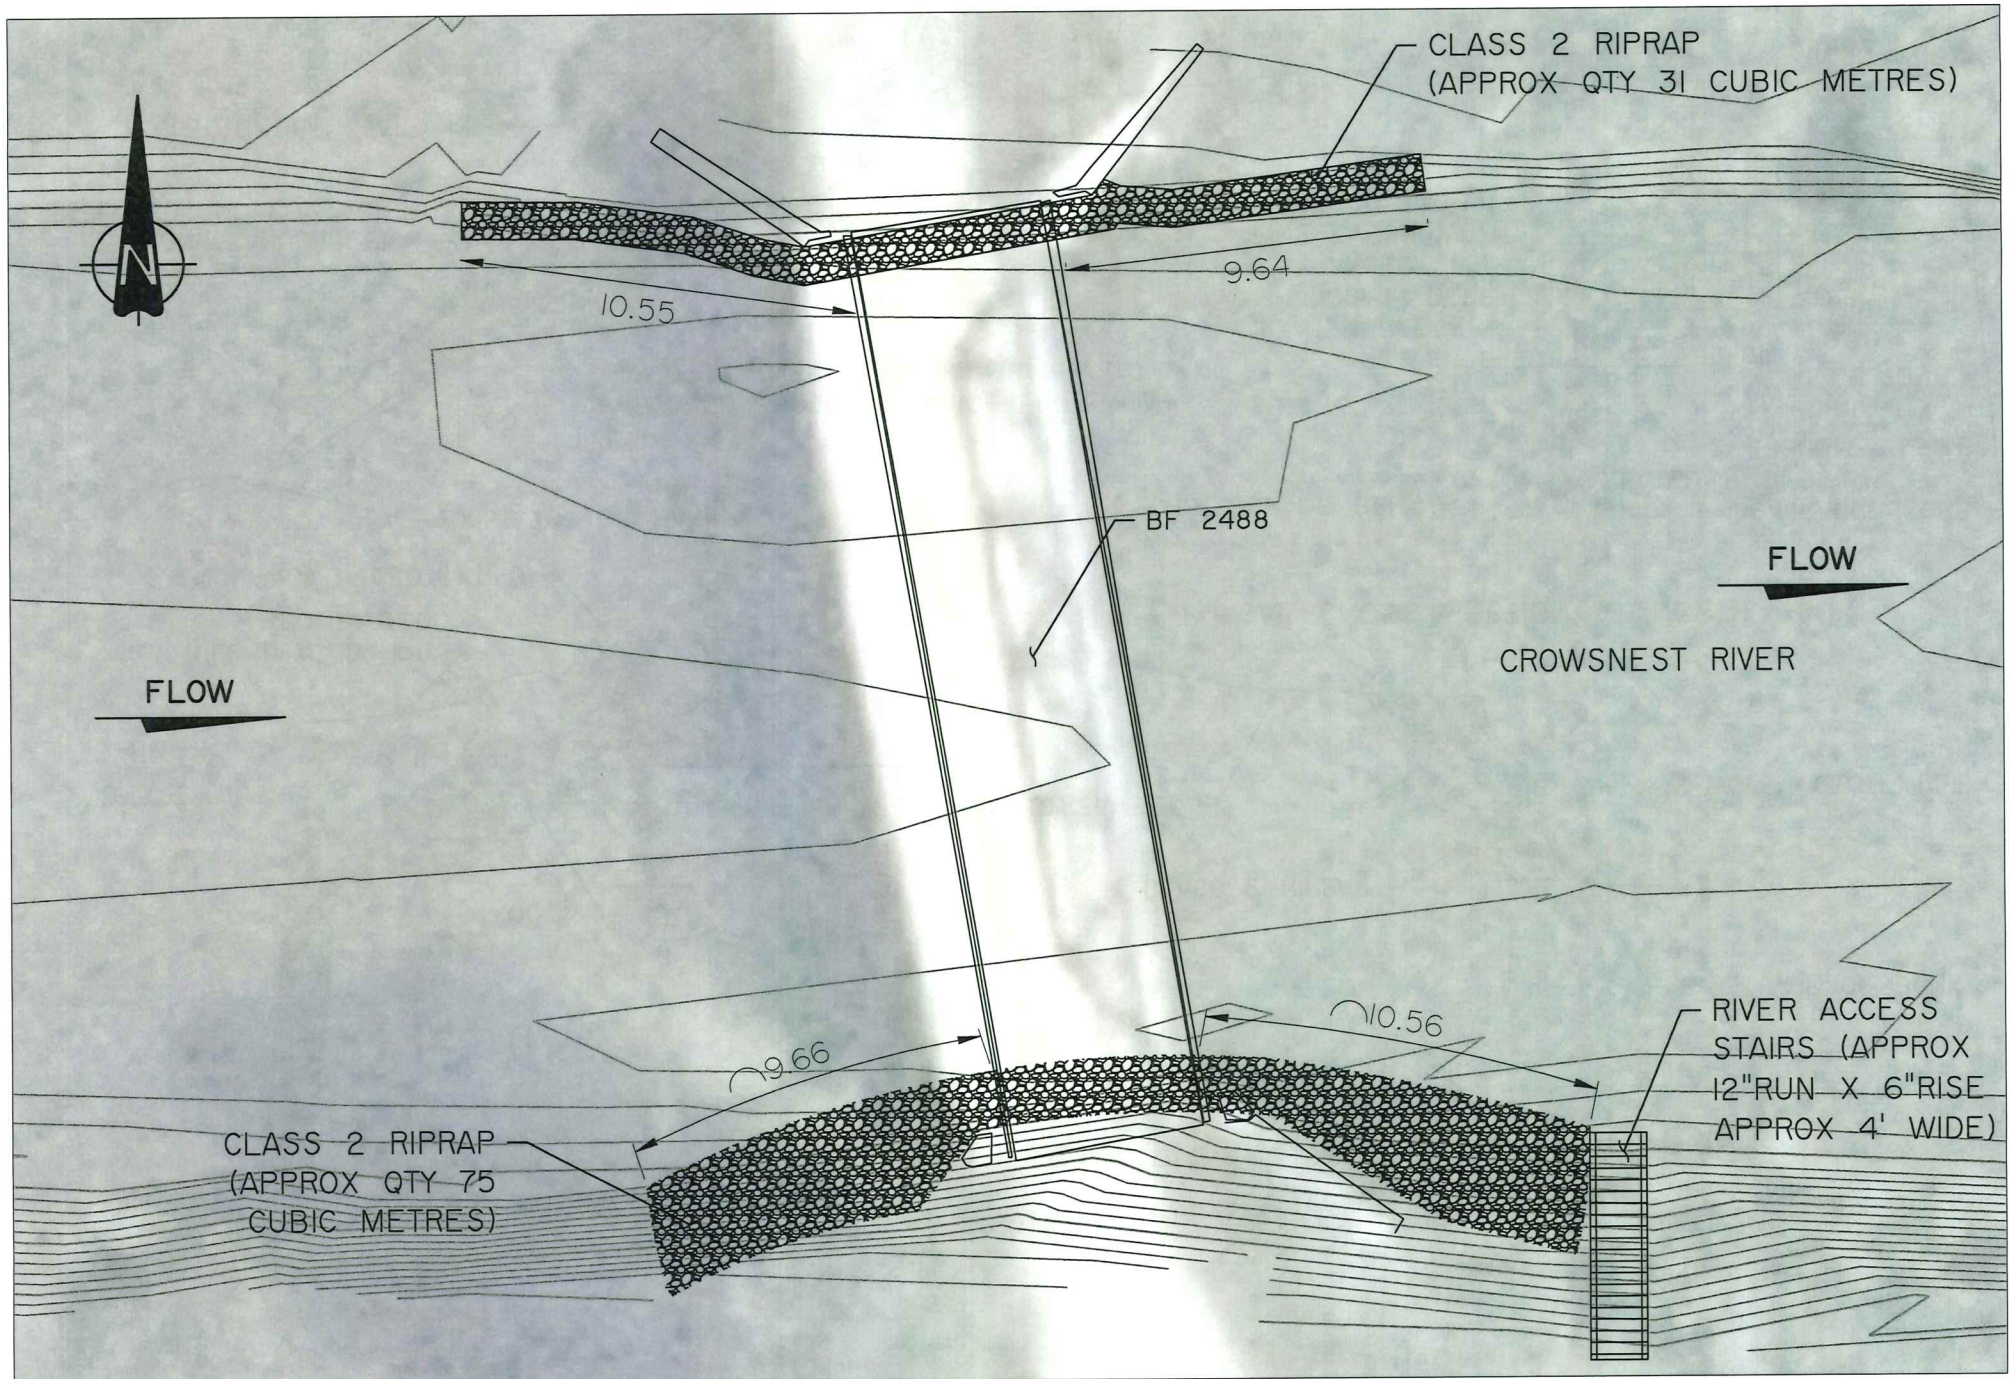 CLASS 2 RIPRAP
(APPROX QTY 31 CUBIC METRES)
N
9.64
10.55
BF 2488
FLOW
CROWSNEST RIVER
FLOW
RIVER ACCESS
STAIRS (APPROX
12"RUN X 6"RISE
APPROX 4' WIDE)
⌒10.56
⌒9.66
CLASS 2 RIPRAP
(APPROX QTY 75
CUBIC METRES)